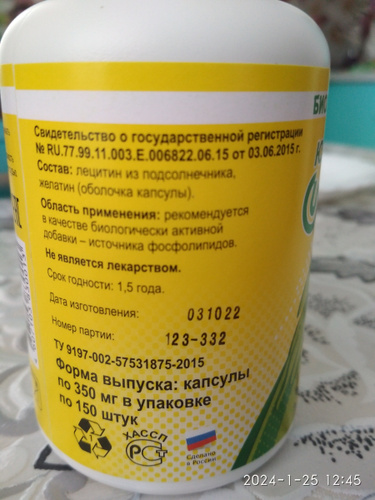 Свидетельство о государственной регистрации
№ RU.77.99.11.003.E.006822.06.15 от 03.06.2015 г.
Состав: лецитин из подсолнечника,
желатин (оболочка капсулы).
Область применения: рекомендуется
в качестве биологически активной
добавки – источника фосфолипидов.
Не является лекарством.
Срок годности: 1,5 года.
Дата изготовления: 031022
Номер партии: 123-332
ТУ 9197-002-57531875-2015
Форма выпуска: капсулы
по 350 мг в упаковке
по 150 штук
ХАССП
РСТ
Сделано
в России
2024-1-25 12:45